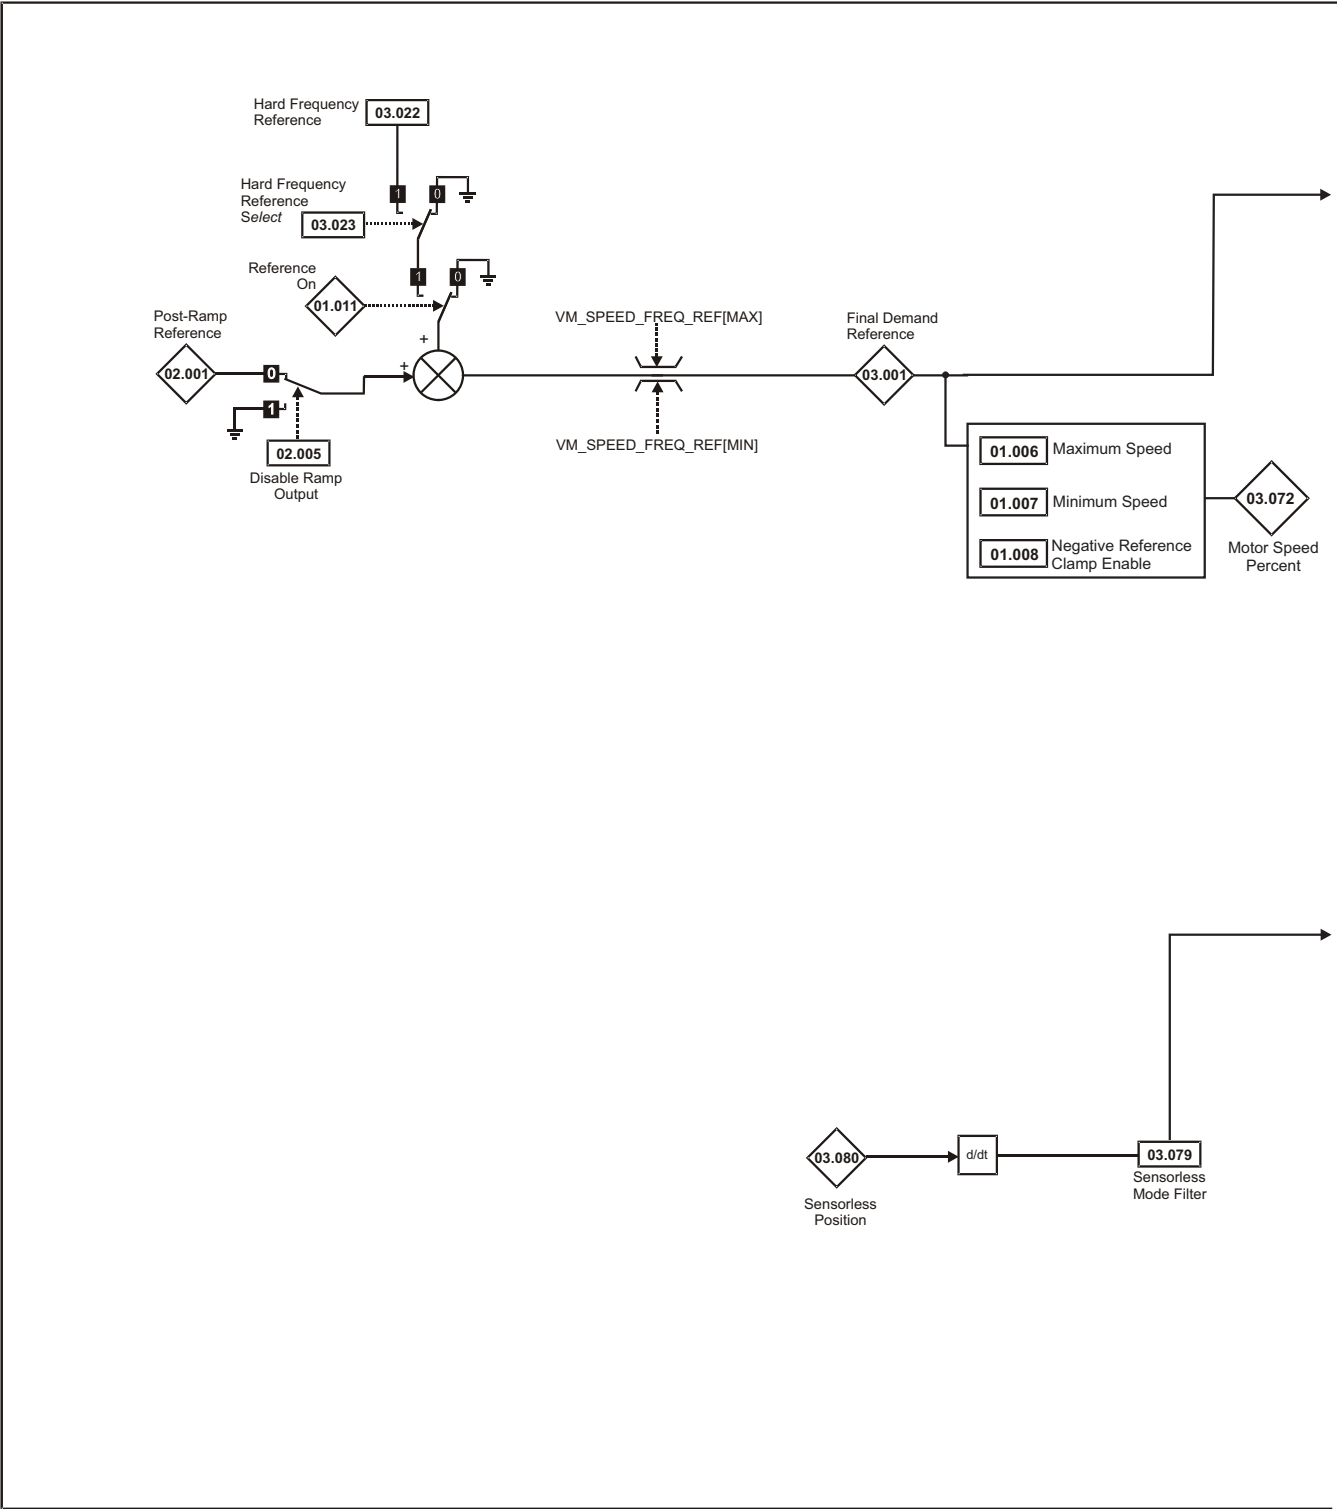 Hard Frequency
Reference
03.022
1
0
Hard Frequency
Reference
Select
03.023
1
0
Reference
On
01.011
+
Post-Ramp
Reference
02.001
0
+
1
02.005
Disable Ramp
Output
VM_SPEED_FREQ_REF[MAX]
VM_SPEED_FREQ_REF[MIN]
Final Demand
Reference
03.001
01.006 Maximum Speed
01.007 Minimum Speed
01.008 Negative Reference
Clamp Enable
03.072
Motor Speed
Percent
03.080
Sensorless
Position
d/dt
03.079
Sensorless
Mode Filter